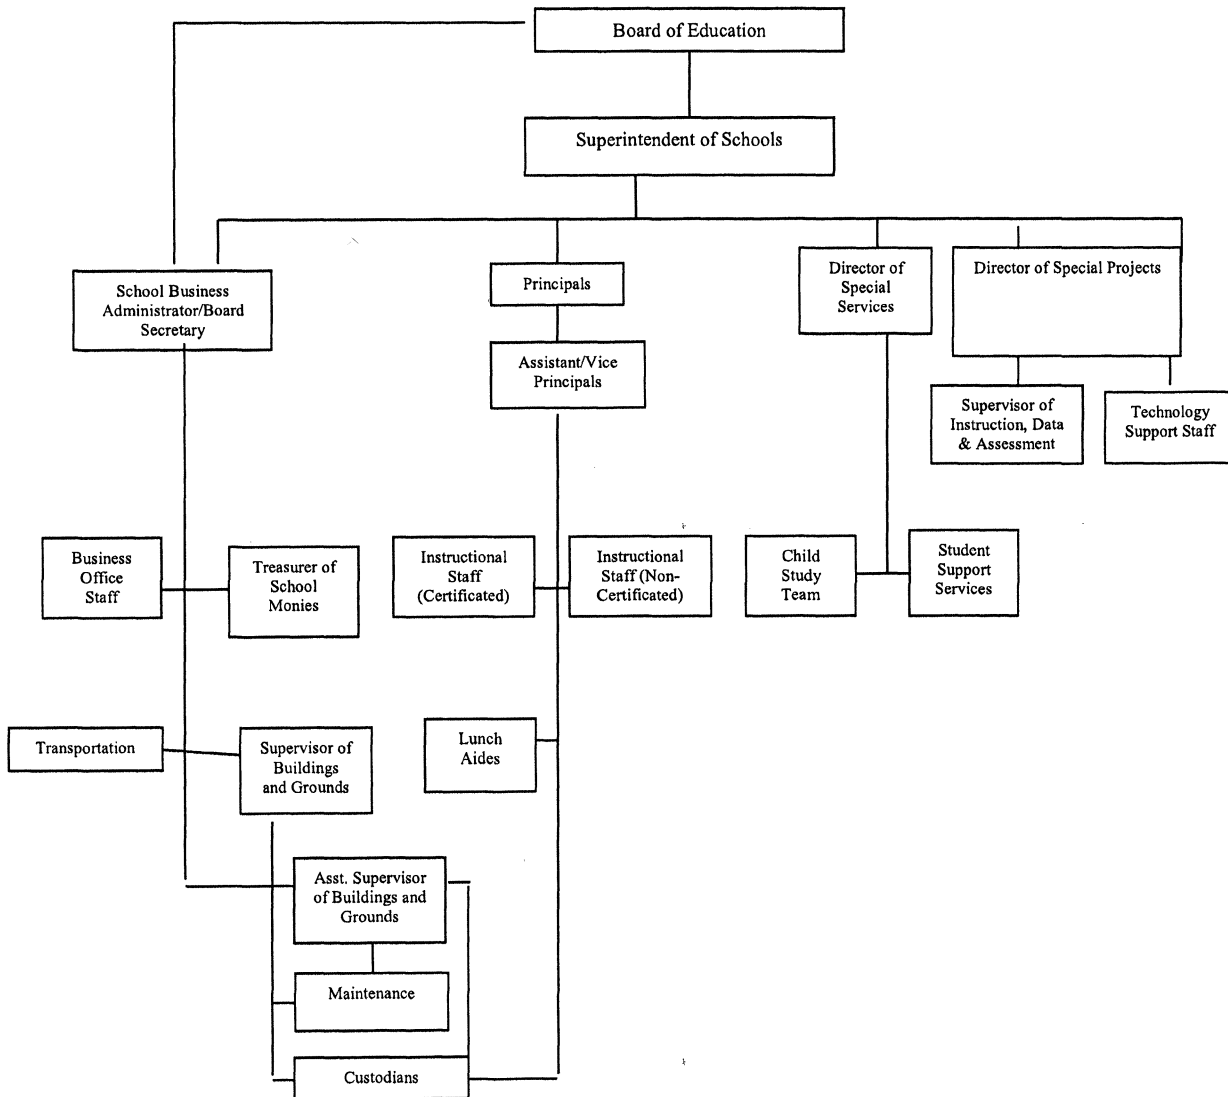 Board of Education
Superintendent of Schools
School Business
Administrator/Board
Secretary
Principals
Director of
Special
Services
Director of Special Projects
Assistant/Vice
Principals
Supervisor of
Instruction, Data
& Assessment
Technology
Support Staff
Business
Office
Staff
Treasurer of
School
Monies
Instructional
Staff
(Certificated)
Instructional
Staff (Non-
Certificated)
Child
Study
Team
Student
Support
Services
Transportation
Supervisor of
Buildings
and Grounds
Lunch
Aides
Asst. Supervisor
of Buildings and
Grounds
Maintenance
Custodians